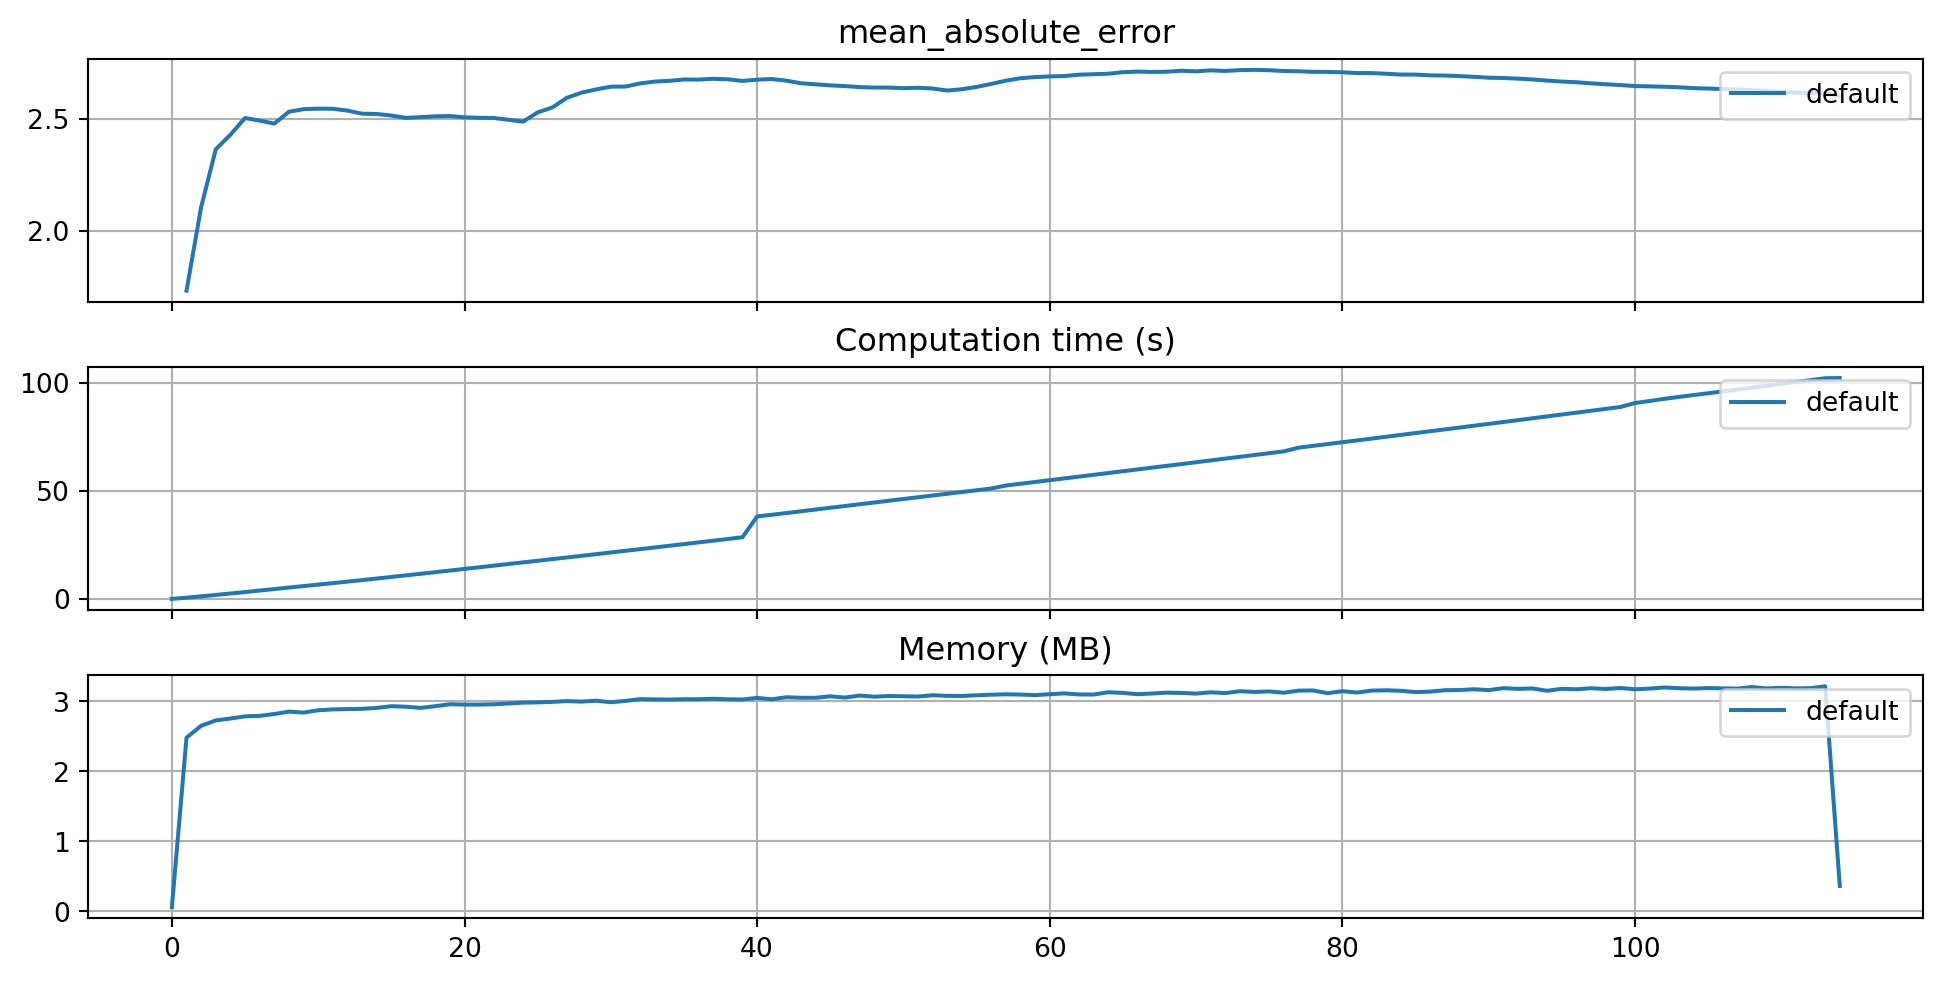 mean_absolute_error
2.5
2.0
default
Computation time (s)
100
50
0
default
Memory (MB)
3
2
1
0
default
0 20 40 60 80 100